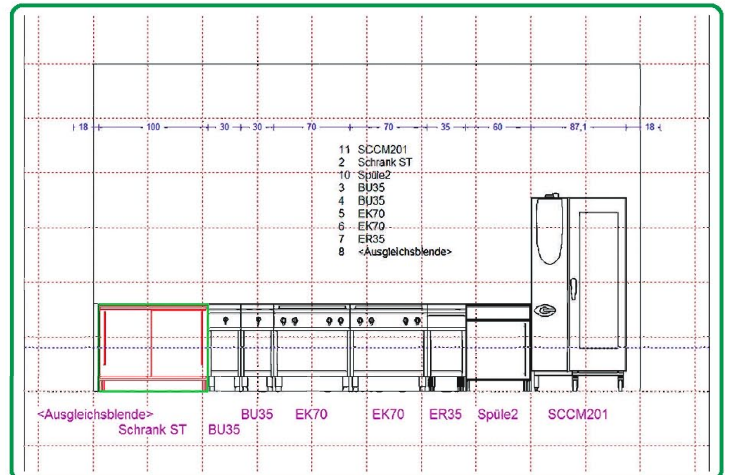 18 100 30 30 70 70 35 60 87,1 18
11 SCCM201
2 Schrank ST
10 Spüle2
3 BU35
4 BU35
5 EK70
6 EK70
7 ER35
8 <Ausgleichsblende>
<Ausgleichsblende> BU35 EK70 EK70 ER35 Spüle2 SCCM201
Schrank ST BU35